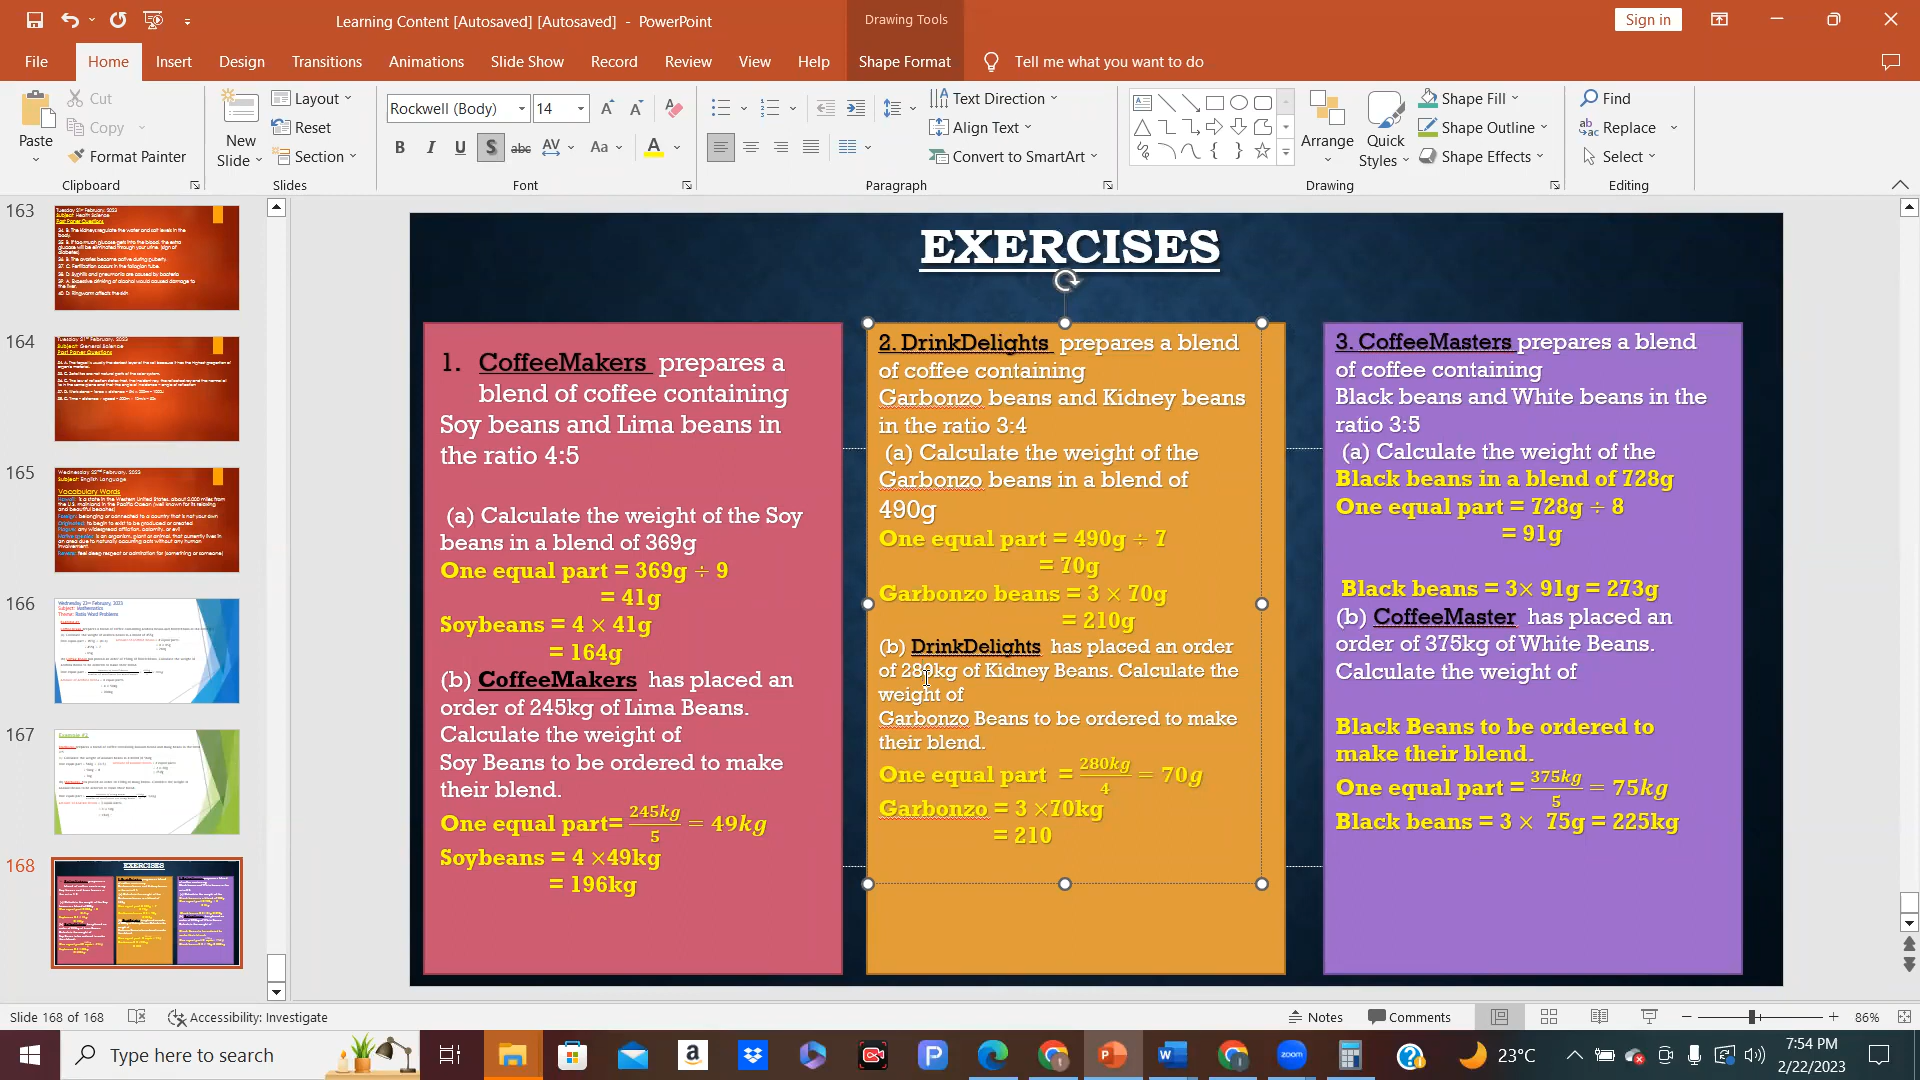 Learning Content [Autosaved] [Autosaved] - PowerPoint
Drawing Tools
Sign in
File
Home
Insert
Design
Transitions
Animations
Slide Show
Record
Review
View
Help
Shape Format
Tell me what you want to do
Paste
Cut
Copy
Format Painter
Clipboard
New
Slide
Layout
Reset
Section
Slides
Rockwell (Body)
14
Font
Text Direction
Align Text
Convert to SmartArt
Paragraph
Arrange
Quick
Styles
Shape Fill
Shape Outline
Shape Effects
Drawing
Find
Replace
Select
Editing
163
164
165
166
167
168
EXERCISES
1. CoffeeMakers prepares a
blend of coffee containing
Soy beans and Lima beans in
the ratio 4:5
(a) Calculate the weight of the Soy
beans in a blend of 369g
One equal part = 369g ÷ 9
= 41g
Soybeans = 4 × 41g
= 164g
(b) CoffeeMakers has placed an
order of 245kg of Lima Beans.
Calculate the weight of
Soy Beans to be ordered to make
their blend.
One equal part= 245kg/5 = 49kg
Soybeans = 4 ×49kg
= 196kg
2. DrinkDelights prepares a blend
of coffee containing
Garbonzo beans and Kidney beans
in the ratio 3:4
(a) Calculate the weight of the
Garbonzo beans in a blend of
490g
One equal part = 490g ÷ 7
= 70g
Garbonzo beans = 3 × 70g
= 210g
(b) DrinkDelights has placed an order
of 280kg of Kidney Beans. Calculate the
weight of
Garbonzo Beans to be ordered to make
their blend.
One equal part = 280kg/4 = 70g
Garbonzo = 3 ×70kg
= 210
3. CoffeeMasters prepares a blend
of coffee containing
Black beans and White beans in the
ratio 3:5
(a) Calculate the weight of the
Black beans in a blend of 728g
One equal part = 728g ÷ 8
= 91g
Black beans = 3× 91g = 273g
(b) CoffeeMaster has placed an
order of 375kg of White Beans.
Calculate the weight of
Black Beans to be ordered to
make their blend.
One equal part = 375kg/5 = 75kg
Black beans = 3 × 75g = 225kg
Slide 168 of 168
Accessibility: Investigate
Notes
Comments
86%
Type here to search
23°C
7:54 PM
2/22/2023